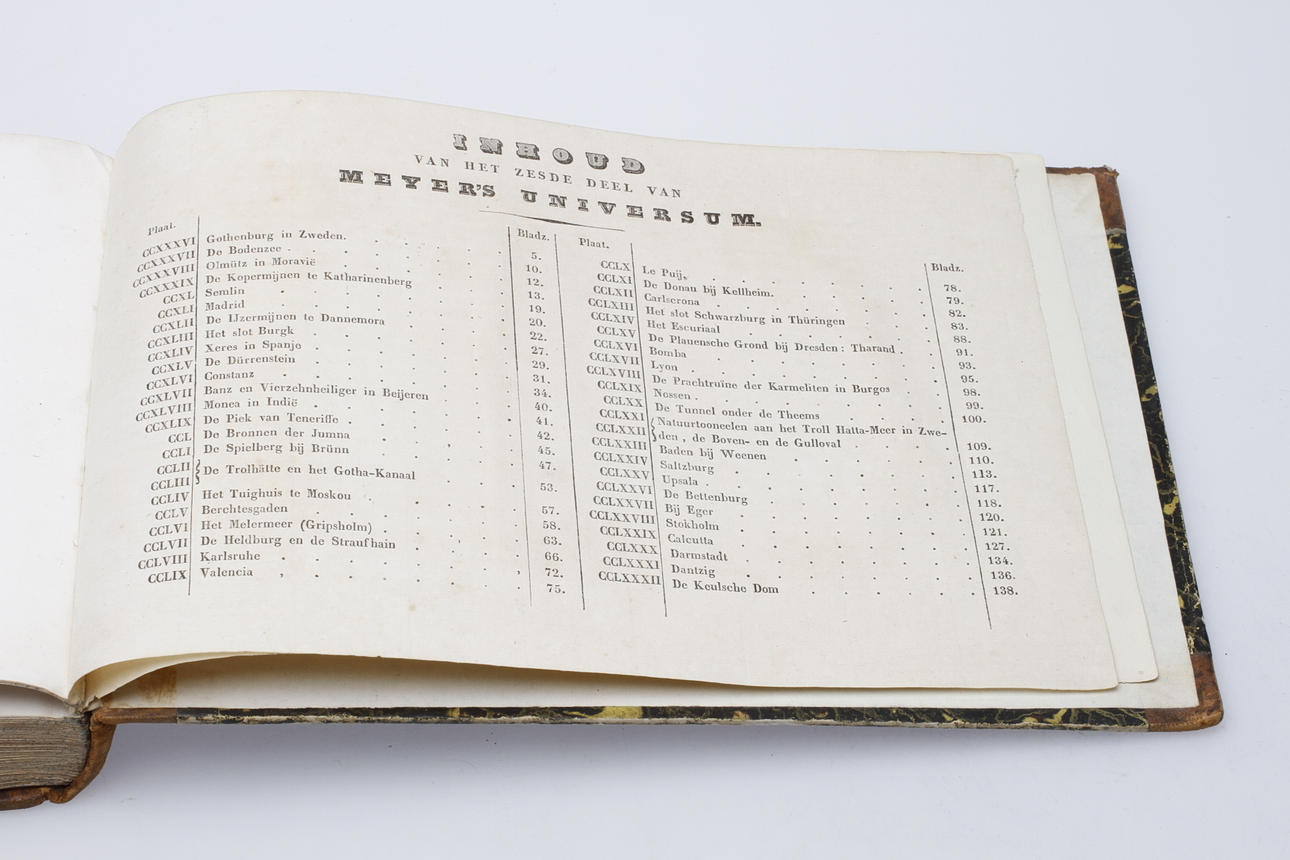 INHOUD
VAN HET ZESDE DEEL VAN
MEYER'S UNIVERSUM.
Plaat. Bladz.
CCXXXVI Gothenburg in Zweden. 5.
CCXXXVII De Bodenzee 10.
CCXXXVIII Olmütz in Moravië 12.
CCXXXIX De Kopermijnen te Katharinenberg 13.
CCXL Semlin 19.
CCXLI Madrid 20.
CCXLII De IJzermijnen te Dannemora 22.
CCXLIII Het slot Burgk 27.
CCXLIV Xeres in Spanje 29.
CCXLV De Dürrenstein 31.
CCXLVI Constanz 34.
CCXLVII Banz en Vierzehnheiliger in Beijeren 40.
CCXLVIII Monea in Indië 41.
CCXLIX De Piek van Teneriffe 42.
CCL De Bronnen der Jumna 45.
CCLI De Spielberg bij Brünn 47.
CCLII
CCLIII De Trolhätte en het Gotha-Kanaal 53.
CCLIV Het Tuighuis te Moskou 57.
CCLV Berchtesgaden 58.
CCLVI Het Melermeer (Gripsholm) 63.
CCLVII De Heldburg en de Straufhain 66.
CCLVIII Karlsruhe 72.
CCLIX Valencia 75.
Plaat. Bladz.
CCLX Le Puij. 78.
CCLXI De Donau bij Kellheim. 79.
CCLXII Carlscrona 82.
CCLXIII Het slot Schwarzburg in Thüringen 83.
CCLXIV Het Escuriaal 88.
CCLXV De Plauensche Grond bij Dresden: Tharand. 91.
CCLXVI Bomba 93.
CCLXVII Lyon 95.
CCLXVIII De Prachtruïne der Karmeliten in Burgos 98.
CCLXIX Nossen 99.
CCLXX De Tunnel onder de Theems 100.
CCLXXI Natuurtooneelen aan het Troll Hatta-Meer in Zwe-
CCLXXII den, de Boven- en de Gulloval 109.
CCLXXIII Baden bij Weenen 110.
CCLXXIV Saltzburg 113.
CCLXXV Upsala 117.
CCLXXVI De Bettenburg 118.
CCLXXVII Bij Eger 120.
CCLXXVIII Stokholm 121.
CCLXXIX Calcutta 127.
CCLXXX Darmstadt 134.
CCLXXXI Dantzig 136.
CCLXXXII De Keulsche Dom 138.